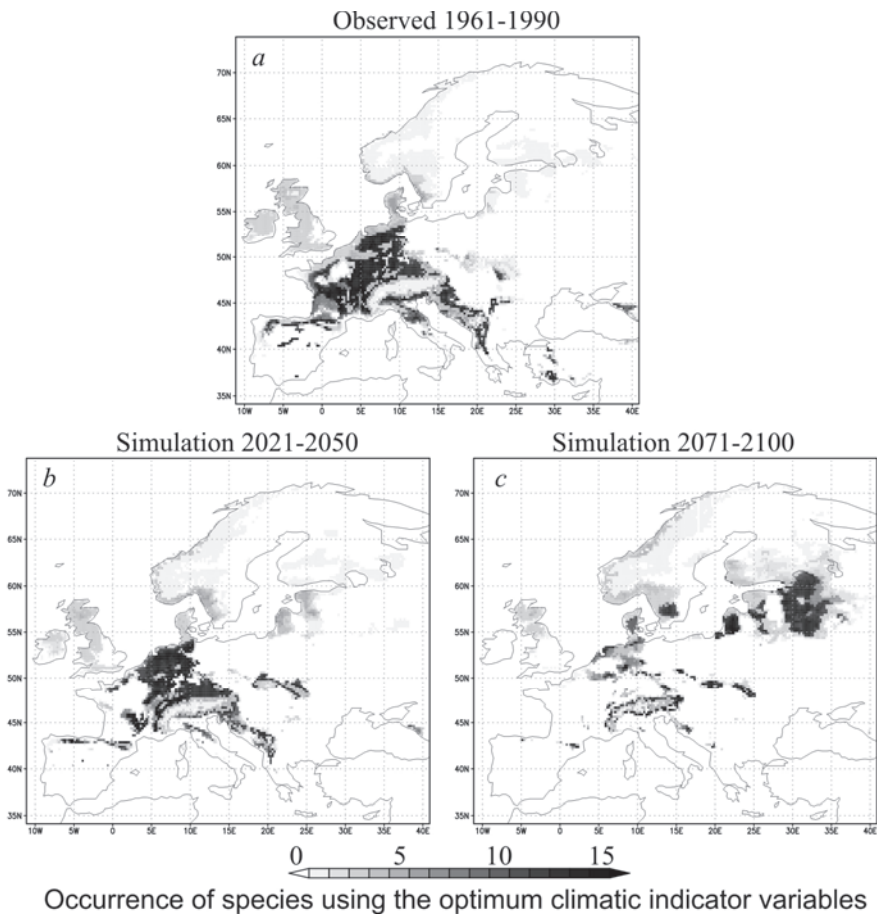 Observed 1961-1990
a
70N
65N
60N
55N
50N
45N
40N
35N
10W 5W 0 5E 10E 15E 20E 25E 30E 35E 40E
Simulation 2021-2050
b
70N
65N
60N
55N
50N
45N
40N
35N
10W 5W 0 5E 10E 15E 20E 25E 30E 35E 40E
Simulation 2071-2100
c
70N
65N
60N
55N
50N
45N
40N
35N
10W 5W 0 5E 10E 15E 20E 25E 30E 35E 40E
0 5 10 15
Occurrence of species using the optimum climatic indicator variables